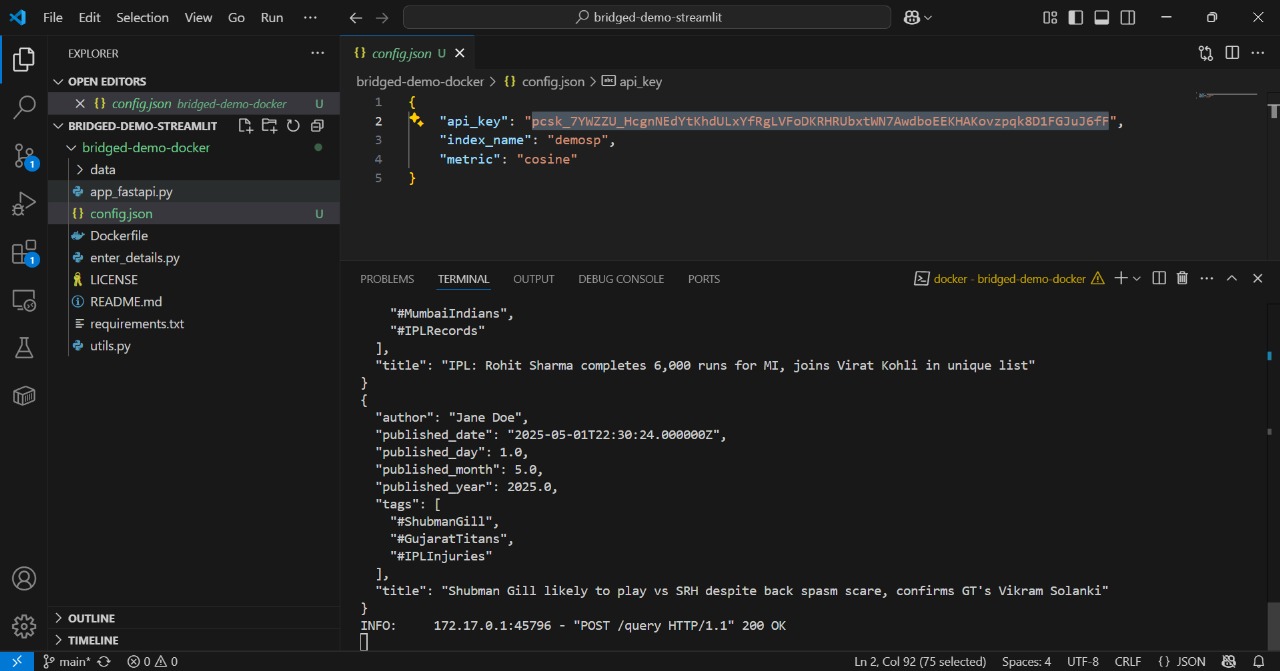 File Edit Selection View Go Run ··· bridged-demo-streamlit
EXPLORER ···
OPEN EDITORS
config.json bridged-demo-docker U
BRIDGED-DEMO-STREAMLIT
bridged-demo-docker
data
app_fastapi.py
config.json U
Dockerfile
enter_details.py
LICENSE
README.md
requirements.txt
utils.py
OUTLINE
TIMELINE
1
1
config.json U
bridged-demo-docker > {} config.json > api_key
1 {
2 "api_key": "pcsk_7YWZZU_HcgnNEdYtKhdULxYfRgLVFoDKRHRUbxtWN7AwdboEEKHAKovzpqk8D1FGJuJ6fF",
3 "index_name": "demosp",
4 "metric": "cosine"
5 }
PROBLEMS TERMINAL OUTPUT DEBUG CONSOLE PORTS docker - bridged-demo-docker
"#MumbaiIndians",
"#IPLRecords"
],
"title": "IPL: Rohit Sharma completes 6,000 runs for MI, joins Virat Kohli in unique list"
}
{
"author": "Jane Doe",
"published_date": "2025-05-01T22:30:24.000000Z",
"published_day": 1.0,
"published_month": 5.0,
"published_year": 2025.0,
"tags": [
"#ShubmanGill",
"#GujaratTitans",
"#IPLInjuries"
],
"title": "Shubman Gill likely to play vs SRH despite back spasm scare, confirms GT's Vikram Solanki"
}
INFO: 172.17.0.1:45796 - "POST /query HTTP/1.1" 200 OK
main* 0 0 Ln 2, Col 92 (75 selected) Spaces: 4 UTF-8 CRLF {} JSON